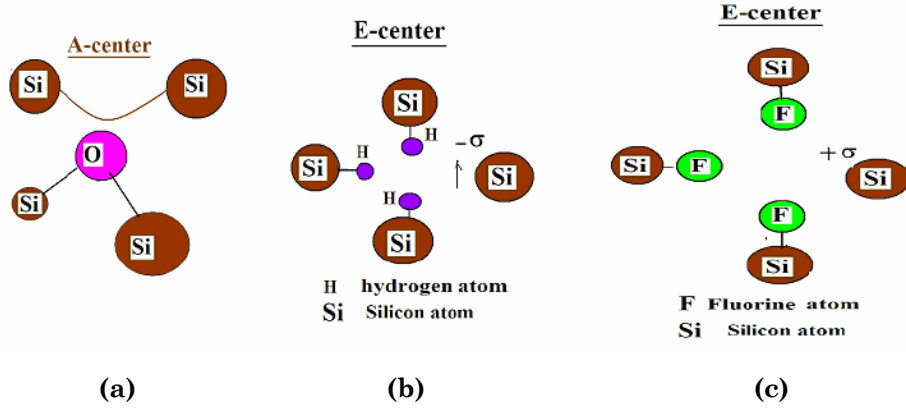 A-center
Si
Si
O
Si
Si
(a)
E-center
Si
H
H
Si
−σ
Si
H
Si
H hydrogen atom
Si Silicon atom
(b)
E-center
Si
F
Si
F
+σ
Si
F
Si
F Fluorine atom
Si Silicon atom
(c)